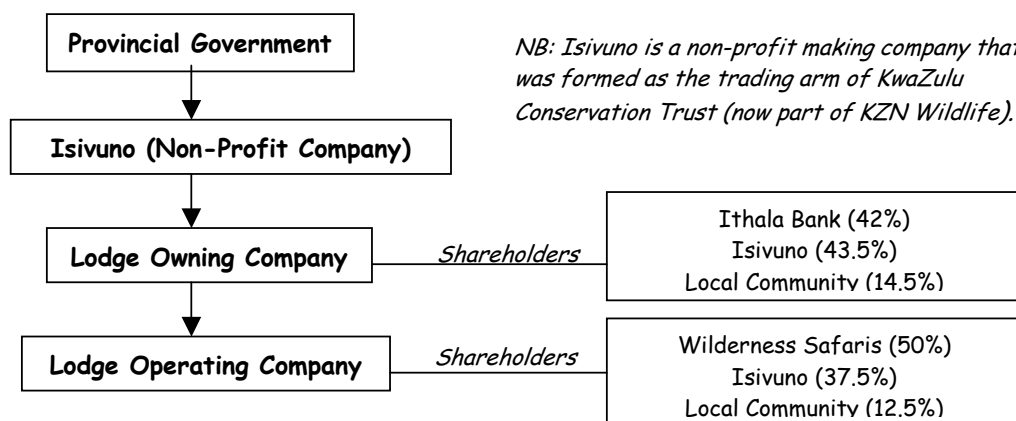 Provincial Government
NB: Isivuno is a non-profit making company that
was formed as the trading arm of KwaZulu
Conservation Trust (now part of KZN Wildlife).
Isivuno (Non-Profit Company)
Lodge Owning Company
Shareholders
Ithala Bank (42%)
Isivuno (43.5%)
Local Community (14.5%)
Lodge Operating Company
Shareholders
Wilderness Safaris (50%)
Isivuno (37.5%)
Local Community (12.5%)